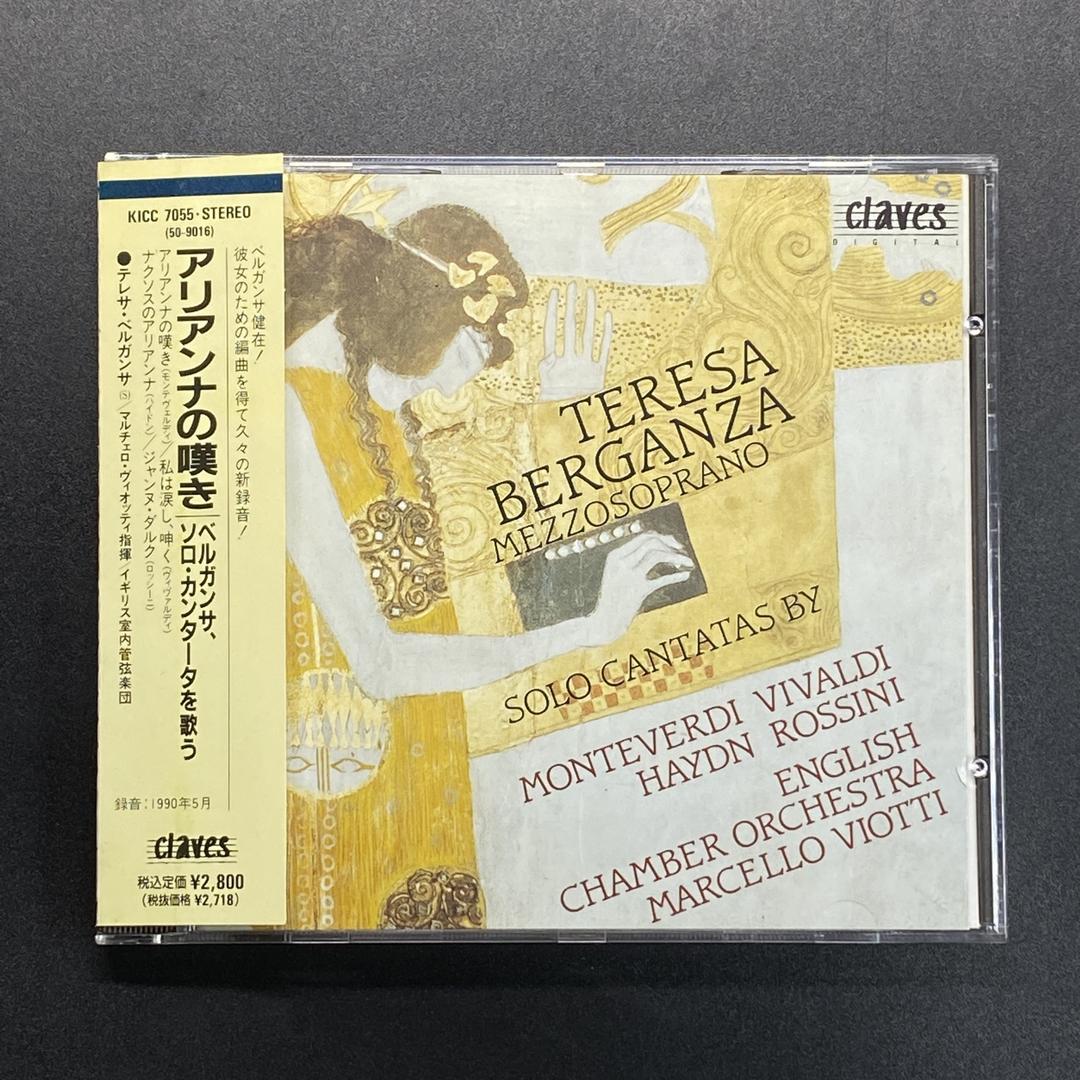 KICC 7055・STEREO
(50-9016)
ベルガンサ健在!
彼女のための編曲を得て久々の新録音!
アリアンナの嘆き
ベルガンサ、
ソロ・カンタータを歌う
アリアンナの嘆き(モンテヴェルディ)/私は涙し、呻く(ヴィヴァルディ)
ナクソスのアリアンナ(ハイドン)/ジャンヌ・ダルク(ロッシーニ)
●テレサ・ベルガンサ(S)/マルチェロ・ヴィオッティ指揮/イギリス室内管弦楽団
録音:1990年5月
claves
税込定価 ¥2,800
(税抜価格 ¥2,718)
claves
DIGITAL
TERESA
BERGANZA
MEZZOSOPRANO
SOLO CANTATAS BY
MONTEVERDI VIVALDI
HAYDN ROSSINI
ENGLISH
CHAMBER ORCHESTRA
MARCELLO VIOTTI